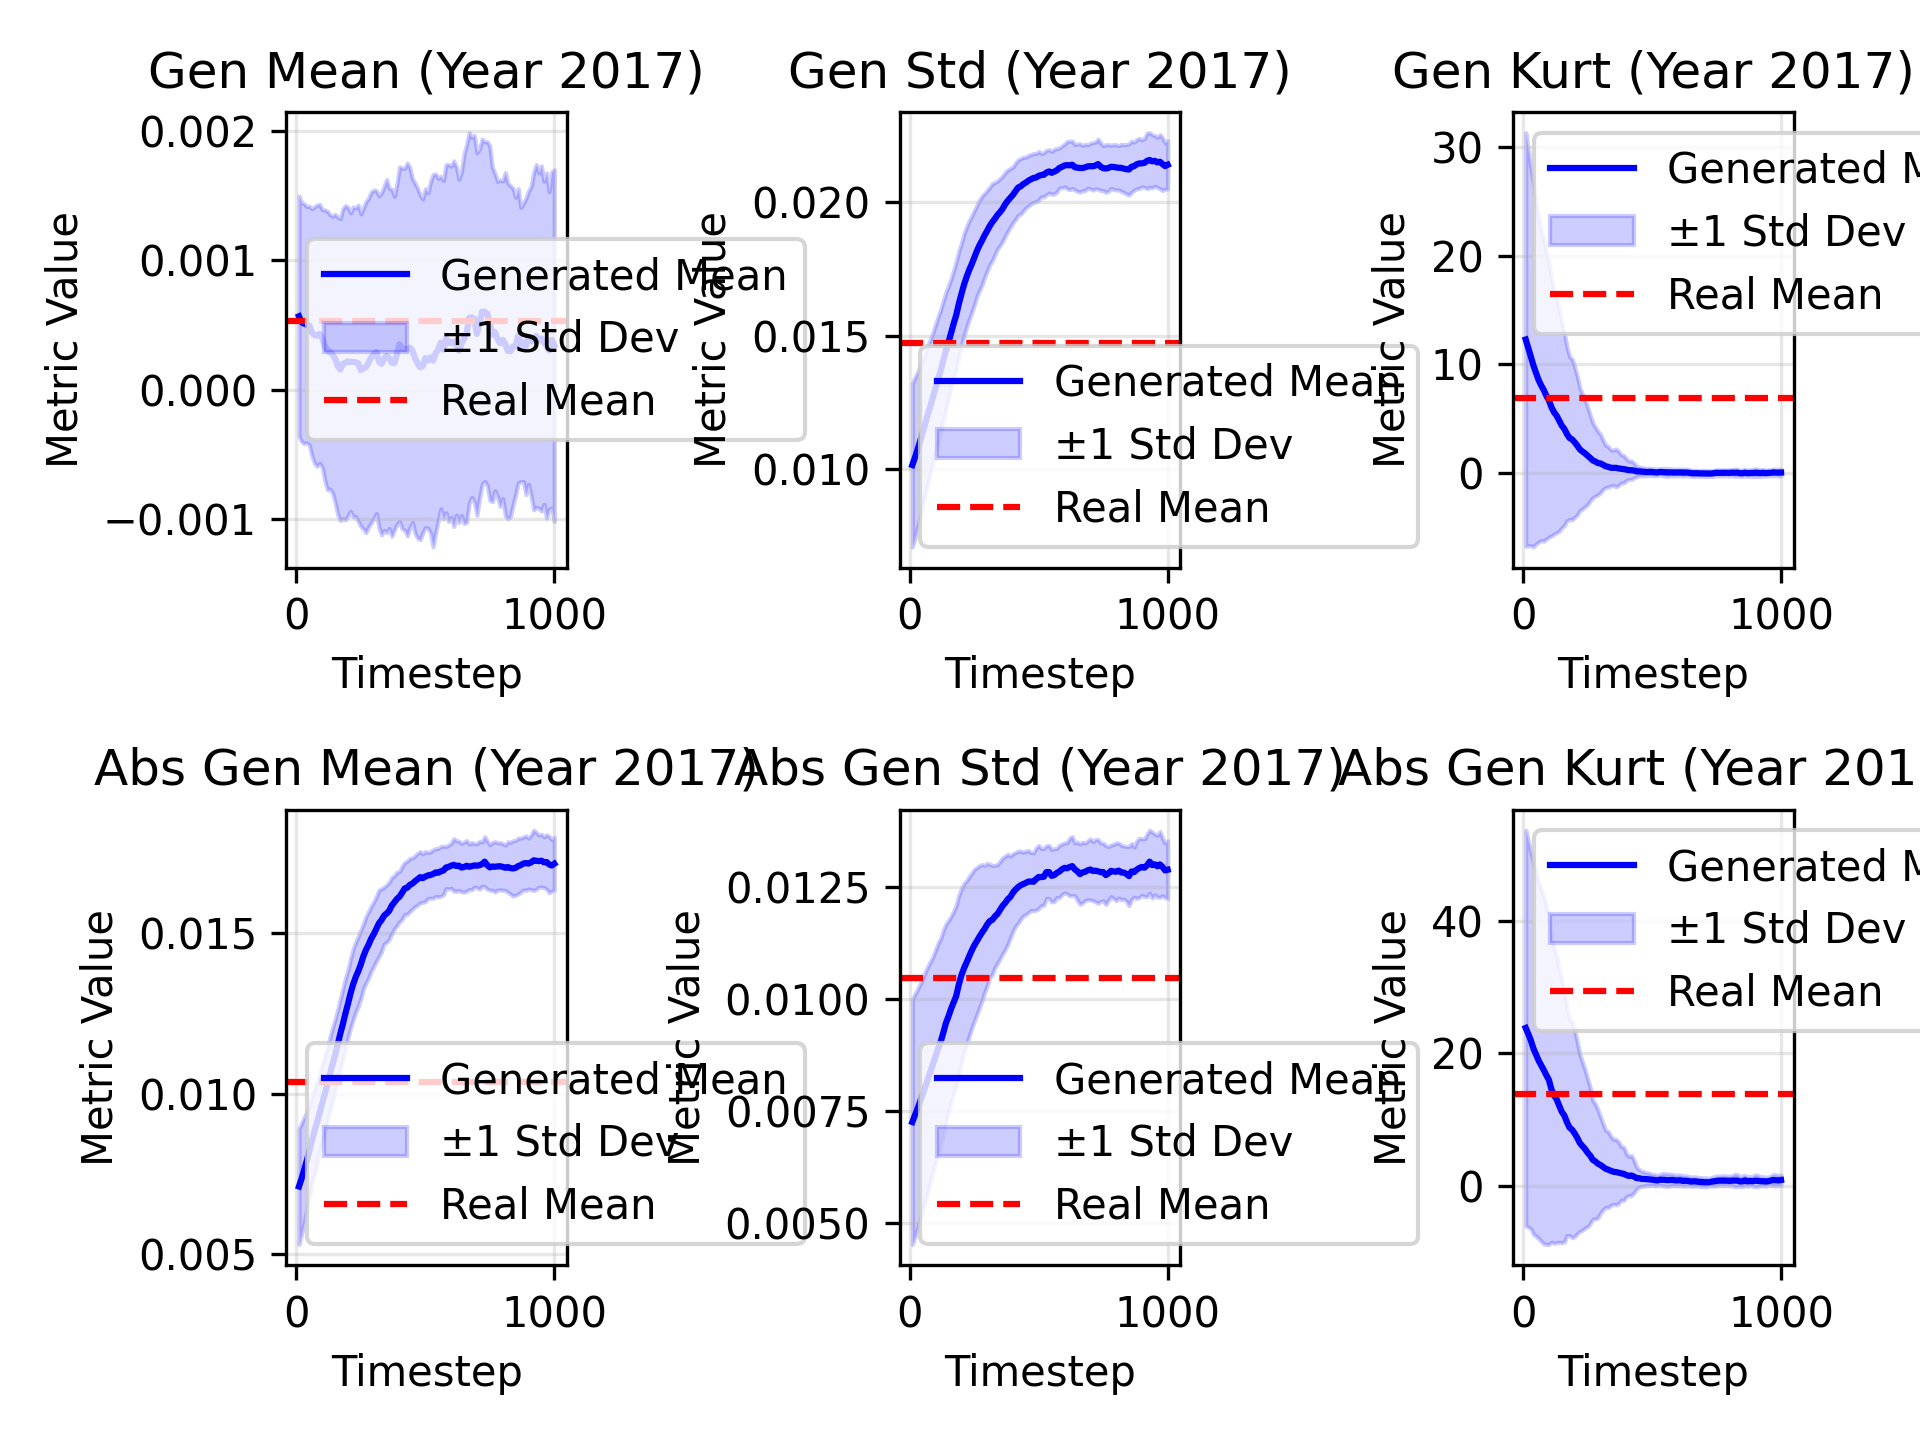 Gen Mean (Year 2017)
0.002
0.001
0.000
−0.001
Metric Value
Generated Mean
±1 Std Dev
Real Mean
0
1000
Timestep
Gen Std (Year 2017)
0.020
0.015
0.010
Metric Value
Generated Mean
±1 Std Dev
Real Mean
0
1000
Timestep
Gen Kurt (Year 2017)
30
20
10
0
Metric Value
Generated M
±1 Std Dev
Real Mean
0
1000
Timestep
Abs Gen Mean (Year 2017)
0.015
0.010
0.005
Metric Value
Generated Mean
±1 Std Dev
Real Mean
0
1000
Timestep
Abs Gen Std (Year 2017)
0.0125
0.0100
0.0075
0.0050
Metric Value
Generated Mean
±1 Std Dev
Real Mean
0
1000
Timestep
Abs Gen Kurt (Year 201
40
20
0
Metric Value
Generated M
±1 Std Dev
Real Mean
0
1000
Timestep